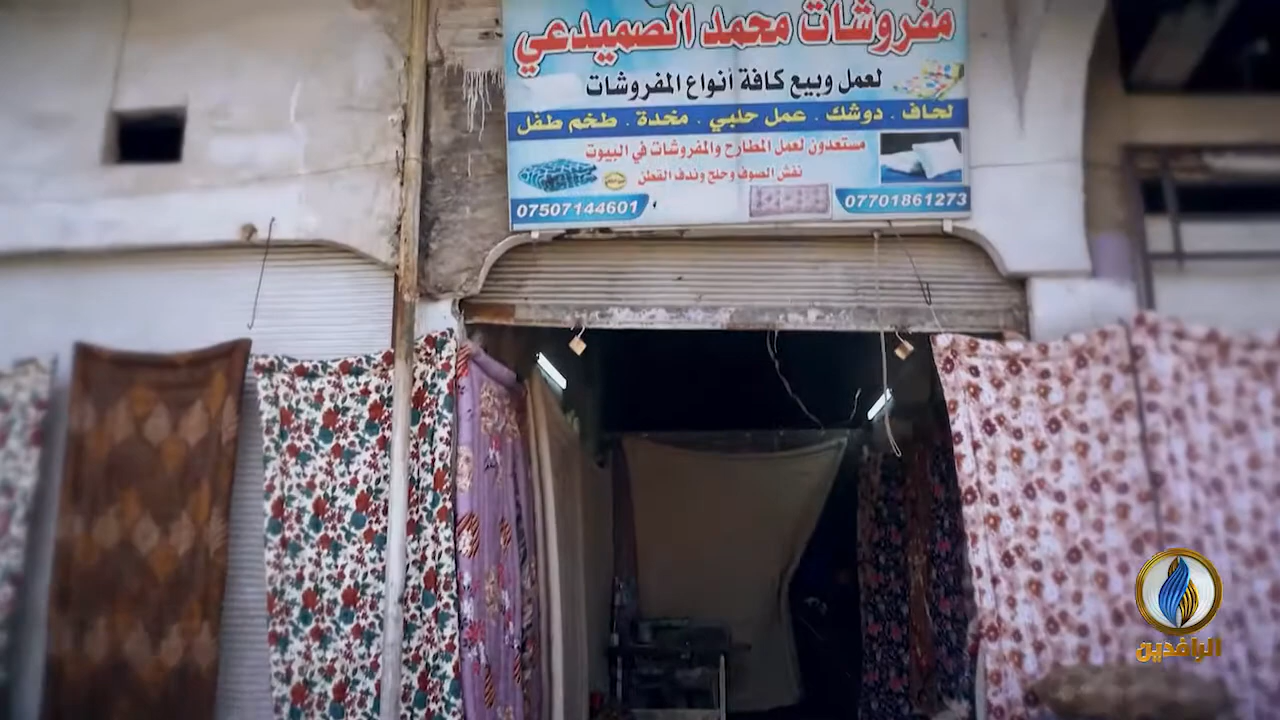 مفروشات محمد الصميدعي
لعمل وبيع كافة أنواع المفروشات
لحاف . دوشك . عمل حلبي . مخدة . طخم طفل
مستعدون لعمل المطارح والمفروشات في البيوت
نفش الصوف وحلج وندف القطن
07507144601
07701861273
الرافدين